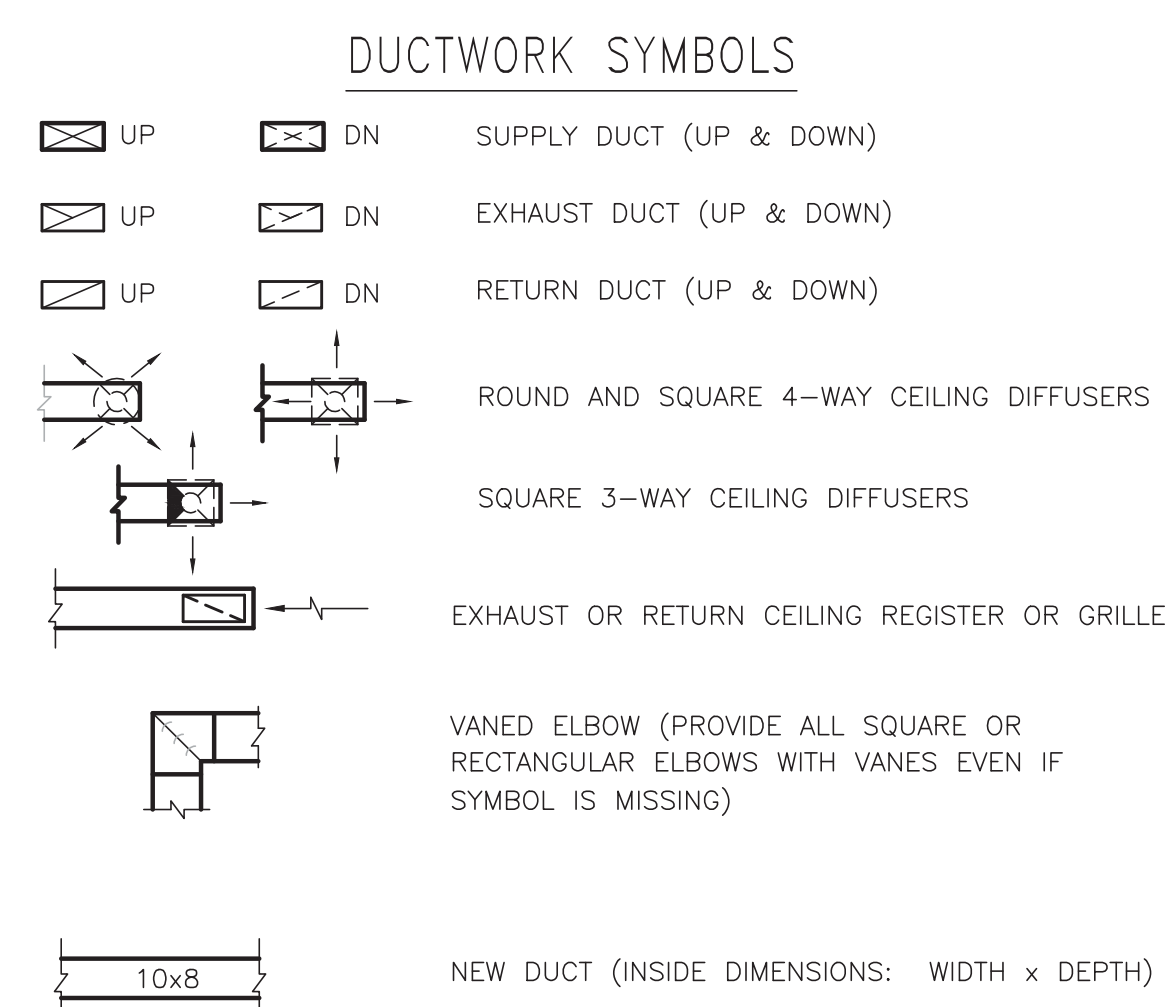 DUCTWORK SYMBOLS
UP DN SUPPLY DUCT (UP & DOWN)
UP DN EXHAUST DUCT (UP & DOWN)
UP DN RETURN DUCT (UP & DOWN)
ROUND AND SQUARE 4-WAY CEILING DIFFUSERS
SQUARE 3-WAY CEILING DIFFUSERS
EXHAUST OR RETURN CEILING REGISTER OR GRILLE
VANED ELBOW (PROVIDE ALL SQUARE OR
RECTANGULAR ELBOWS WITH VANES EVEN IF
SYMBOL IS MISSING)
10x8 NEW DUCT (INSIDE DIMENSIONS: WIDTH x DEPTH)